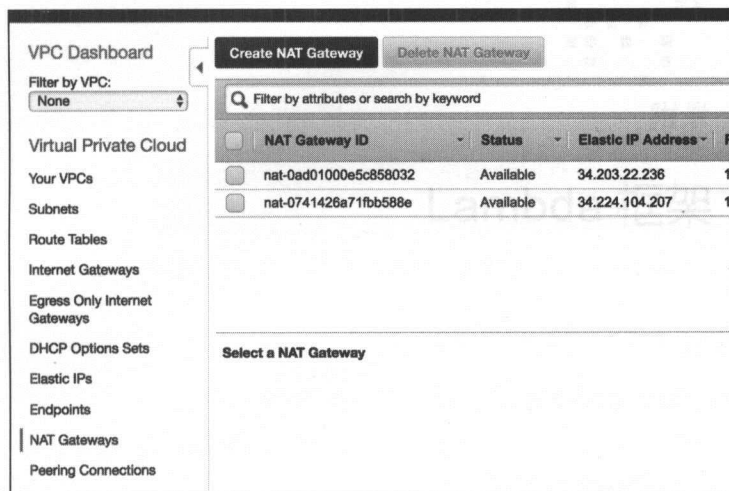 VPC Dashboard
Filter by VPC:
None
Virtual Private Cloud
Your VPCs
Subnets
Route Tables
Internet Gateways
Egress Only Internet
Gateways
DHCP Options Sets
Elastic IPs
Endpoints
NAT Gateways
Peering Connections
Create NAT Gateway Delete NAT Gateway
Filter by attributes or search by keyword
NAT Gateway ID Status Elastic IP Address
nat-0ad01000e5c858032 Available 34.203.22.236
nat-0741426a71fbb588e Available 34.224.104.207
Select a NAT Gateway